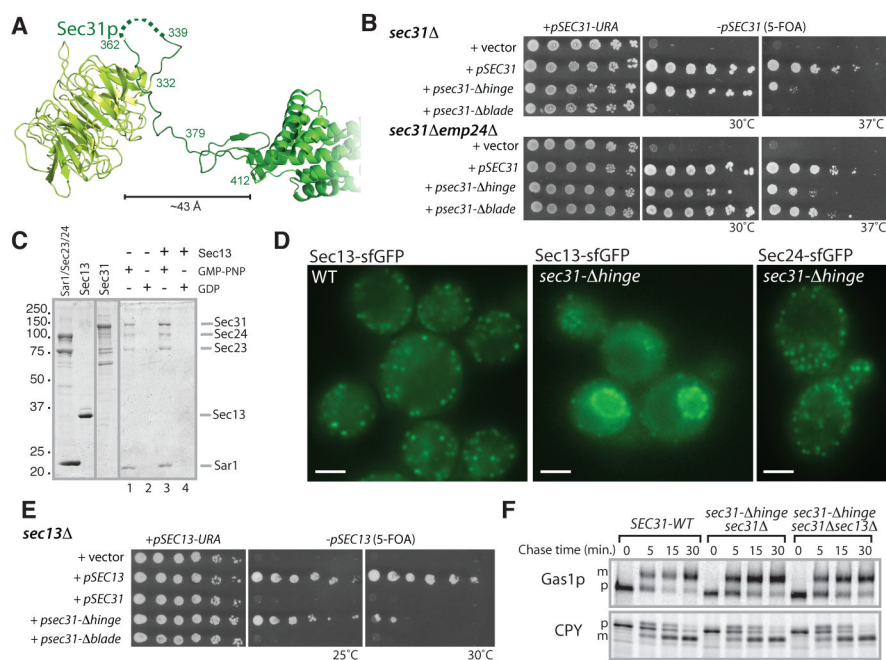 A
Sec31p
339
362
332
379
412
~43 Å
B
sec31Δ
+pSEC31-URA
-pSEC31 (5-FOA)
+ vector
+ pSEC31
+ psec31-Δhinge
+ psec31-Δblade
30˚C
37˚C
sec31Δemp24Δ
+ vector
+ pSEC31
+ psec31-Δhinge
+ psec31-Δblade
30˚C
37˚C
C
Sar1/Sec23/24
Sec13
Sec31
- - + + Sec13
+ - + - GMP-PNP
- + - + GDP
250
150
100
75
50
37
25
20
Sec31
Sec24
Sec23
Sec13
Sar1
1 2 3 4
D
Sec13-sfGFP
WT
Sec13-sfGFP
sec31-Δhinge
Sec24-sfGFP
sec31-Δhinge
E
sec13Δ
+pSEC13-URA
-pSEC13 (5-FOA)
+ vector
+ pSEC13
+ pSEC31
+ psec31-Δhinge
+ psec31-Δblade
25˚C
30˚C
F
SEC31-WT
sec31-Δhinge
sec31Δ
sec31-Δhinge
sec31Δsec13Δ
Chase time (min.) 0 5 15 30 0 5 15 30 0 5 15 30
Gas1p
m
p
CPY
p
m